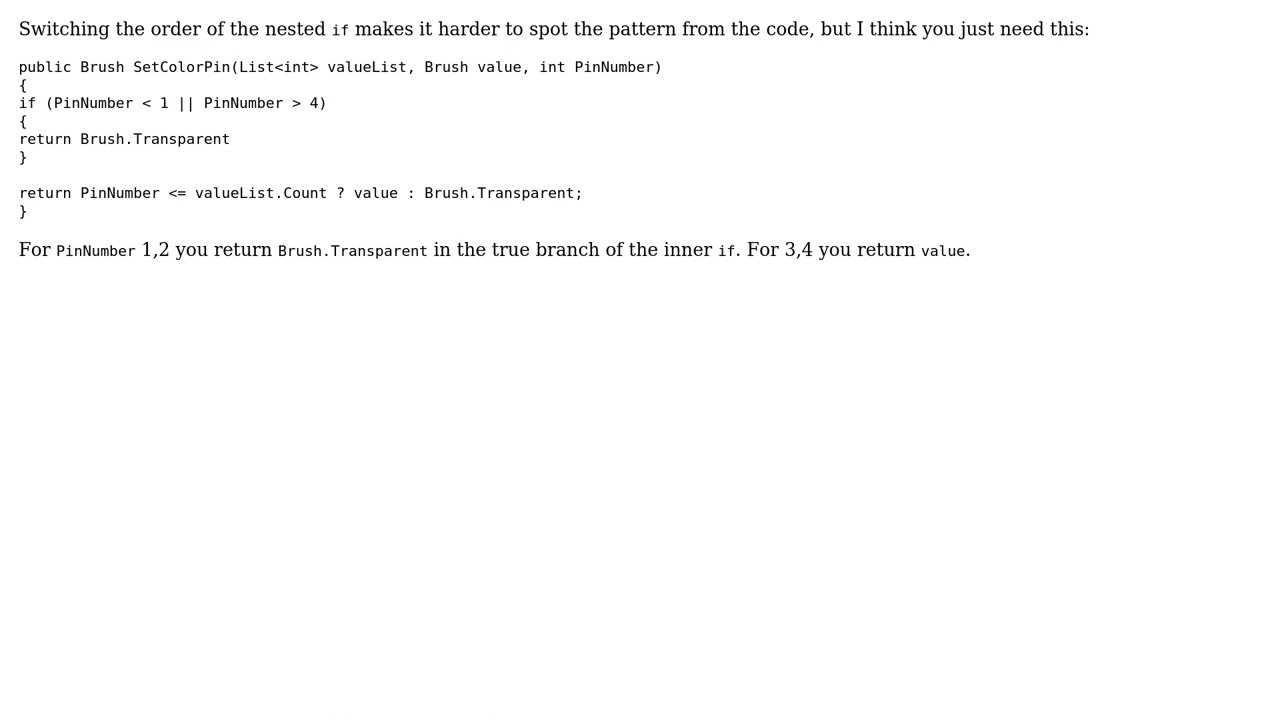 Switching the order of the nested if makes it harder to spot the pattern from the code, but I think you just need this:
public Brush SetColorPin(List<int> valueList, Brush value, int PinNumber)
{
if (PinNumber < 1 || PinNumber > 4)
{
return Brush.Transparent
}
return PinNumber <= valueList.Count ? value : Brush.Transparent;
}
For PinNumber 1,2 you return Brush.Transparent in the true branch of the inner if. For 3,4 you return value.